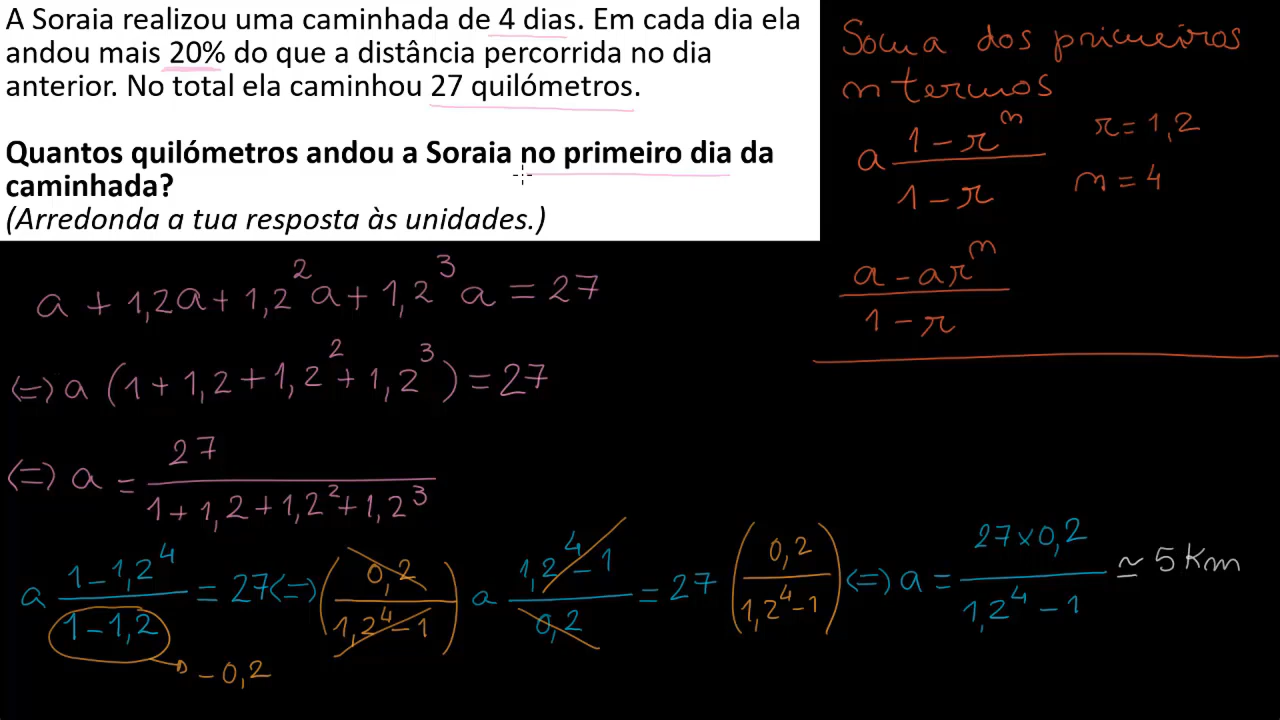 A Soraia realizou uma caminhada de 4 dias. Em cada dia ela
andou mais 20% do que a distância percorrida no dia
anterior. No total ela caminhou 27 quilómetros.
Quantos quilómetros andou a Soraia no primeiro dia da
caminhada?
(Arredonda a tua resposta às unidades.)
Soma dos primeiros
n termos
a (1 - r^n)/(1 - r) r = 1,2
n = 4
(a - ar^n)/(1 - r)
a + 1,2a + 1,2²a + 1,2³a = 27
(=) a (1 + 1,2 + 1,2² + 1,2³) = 27
(=) a = 27/(1 + 1,2 + 1,2² + 1,2³)
a (1 - 1,2⁴)/(1 - 1,2) = 27 (=) (0,2/(1,2⁴ - 1)) a (1,2⁴ - 1)/0,2 = 27 (0,2/(1,2⁴ - 1)) (=) a = (27 × 0,2)/(1,2⁴ - 1) ≃ 5 Km
- 0,2